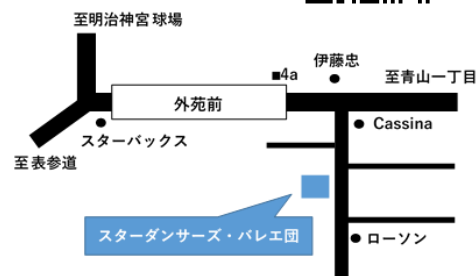 至明治神宮球場
伊藤忠
■4a
至青山一丁目
外苑前
Cassina
スターバックス
至表参道
スターダンサーズ・バレエ団
ローソン